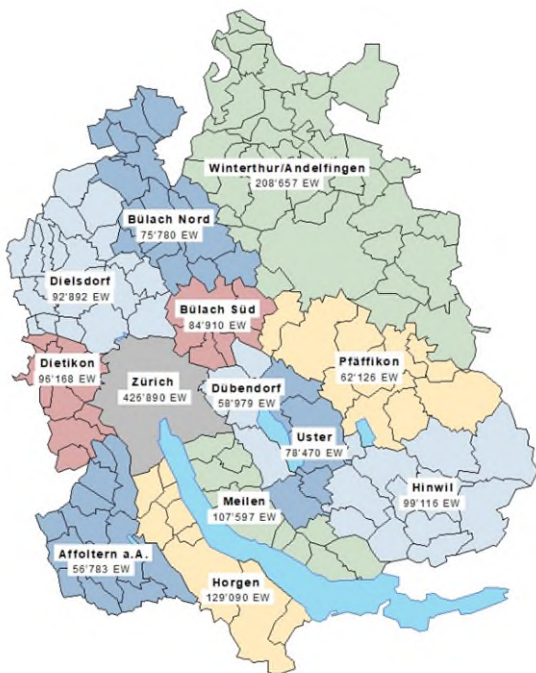 Winterthur/Andelfingen
208'657 EW
Bülach Nord
75'780 EW
Dielsdorf
92'892 EW
Bülach Süd
84'910 EW
Dietikon
96'168 EW
Zürich
426'890 EW
Dübendorf
58'979 EW
Pfäffikon
62'126 EW
Uster
78'470 EW
Hinwil
99'116 EW
Meilen
107'597 EW
Affoltern a.A.
56'783 EW
Horgen
129'090 EW